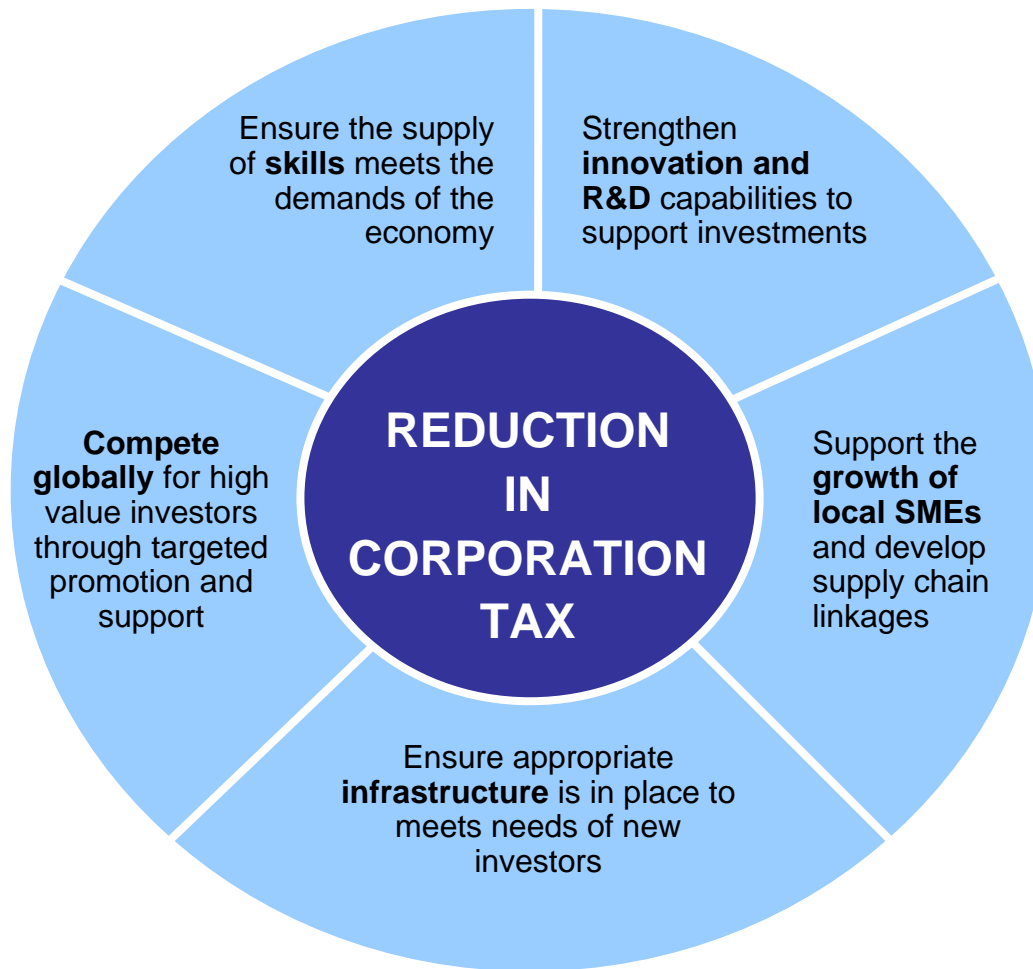 Ensure the supply
of skills meets the
demands of the
economy
Strengthen
innovation and
R&D capabilities to
support investments
Compete
globally for high
value investors
through targeted
promotion and
support
REDUCTION
IN
CORPORATION
TAX
Support the
growth of
local SMEs
and develop
supply chain
linkages
Ensure appropriate
infrastructure is in place to
meets needs of new
investors